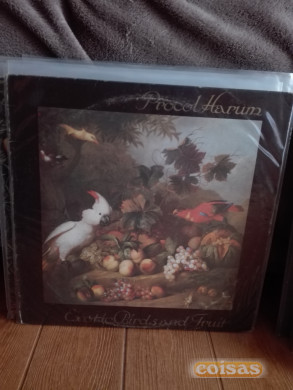 Procol Harum
Exotic Birds and Fruit
coisas